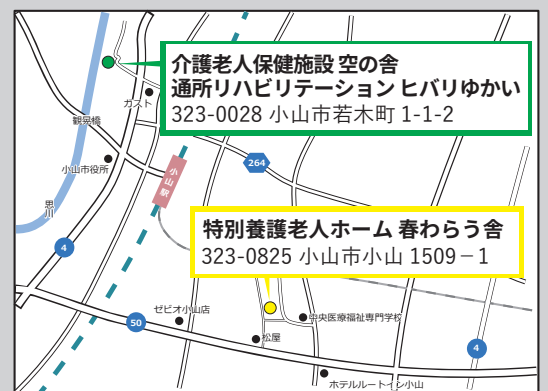 介護老人保健施設 空の舎
通所リハビリテーション ヒバリゆかい
323-0028 小山市若木町 1-1-2
ガスト
観晃橋
小山市役所
小山駅
264
思川
特別養護老人ホーム 春わらう舎
323-0825 小山市小山 1509−1
4
ゼビオ小山店
50
中央医療福祉専門学校
松屋
4
ホテルルートイン小山